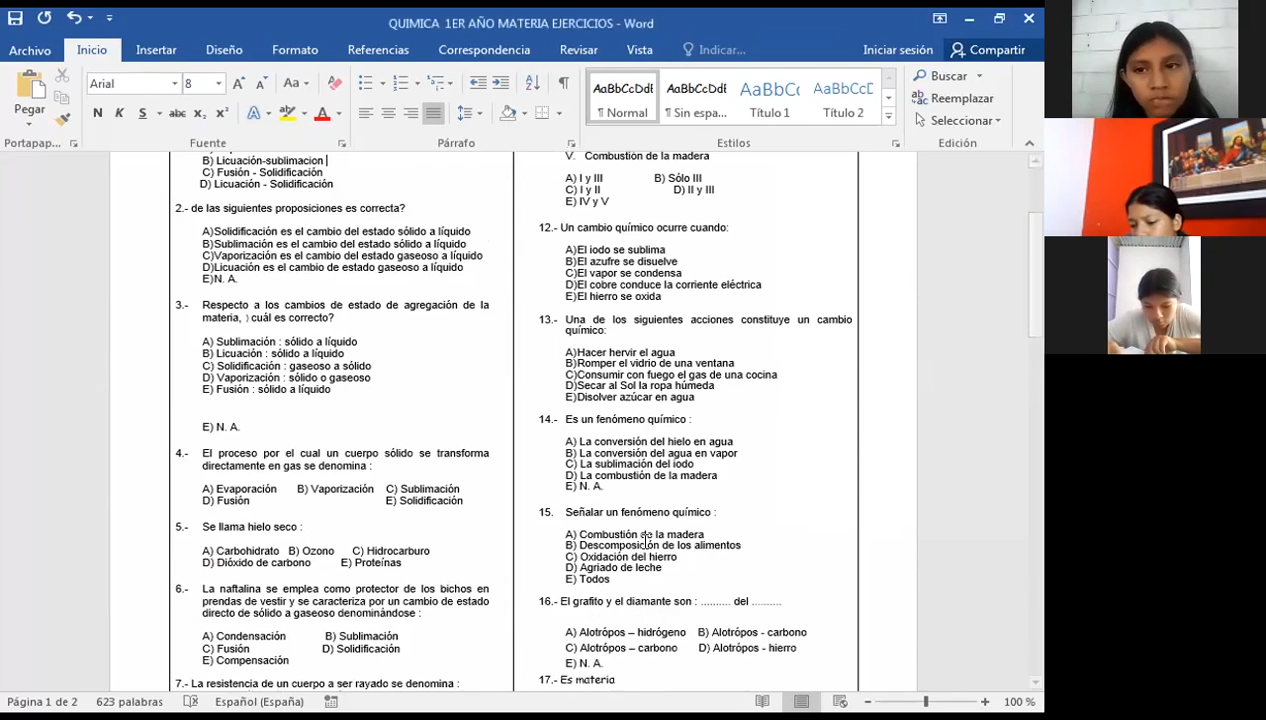 QUIMICA 1ER AÑO MATERIA EJERCICIOS - Word
Archivo Inicio Insertar Diseño Formato Referencias Correspondencia Revisar Vista Indicar... Iniciar sesión Compartir
Pegar
Arial 8
Aa
N K S abc x₂ x²
AaBbCcDdE AaBbCcDdE AaBbCc AaBbCcD
¶ Normal ¶ Sin espa... Título 1 Título 2
Buscar
Reemplazar
Seleccionar
Portapap... Fuente Párrafo Estilos Edición
B) Licuación-sublimacion
C) Fusión - Solidificación
D) Licuación - Solidificación
2.- de las siguientes proposiciones es correcta?
A)Solidificación es el cambio del estado sólido a líquido
B)Sublimación es el cambio del estado sólido a líquido
C)Vaporización es el cambio del estado gaseoso a líquido
D)Licuación es el cambio de estado gaseoso a líquido
E)N. A.
3.- Respecto a los cambios de estado de agregación de la
materia, ) cuál es correcto?
A) Sublimación : sólido a líquido
B) Licuación : sólido a líquido
C) Solidificación : gaseoso a sólido
D) Vaporización : sólido o gaseoso
E) Fusión : sólido a líquido
E) N. A.
4.- El proceso por el cual un cuerpo sólido se transforma
directamente en gas se denomina :
A) Evaporación B) Vaporización C) Sublimación
D) Fusión E) Solidificación
5.- Se llama hielo seco :
A) Carbohidrato B) Ozono C) Hidrocarburo
D) Dióxido de carbono E) Proteínas
6.- La naftalina se emplea como protector de los bichos en
prendas de vestir y se caracteriza por un cambio de estado
directo de sólido a gaseoso denominándose :
A) Condensación B) Sublimación
C) Fusión D) Solidificación
E) Compensación
7.- La resistencia de un cuerpo a ser rayado se denomina :
V. Combustión de la madera
A) I y III B) Sólo III
C) I y II D) II y III
E) IV y V
12.- Un cambio químico ocurre cuando:
A)El iodo se sublima
B)El azufre se disuelve
C)El vapor se condensa
D)El cobre conduce la corriente eléctrica
E)El hierro se oxida
13.- Una de los siguientes acciones constituye un cambio
químico:
A)Hacer hervir el agua
B)Romper el vidrio de una ventana
C)Consumir con fuego el gas de una cocina
D)Secar al Sol la ropa húmeda
E)Disolver azúcar en agua
14.- Es un fenómeno químico :
A) La conversión del hielo en agua
B) La conversión del agua en vapor
C) La sublimación del iodo
D) La combustión de la madera
E) N. A.
15. Señalar un fenómeno químico :
A) Combustión de la madera
B) Descomposición de los alimentos
C) Oxidación del hierro
D) Agriado de leche
E) Todos
16.- El grafito y el diamante son : .......... del ..........
A) Alotrópos – hidrógeno B) Alotrópos - carbono
C) Alotrópos – carbono D) Alotrópos - hierro
E) N. A.
17.- Es materia
Página 1 de 2 623 palabras Español (España) 100 %